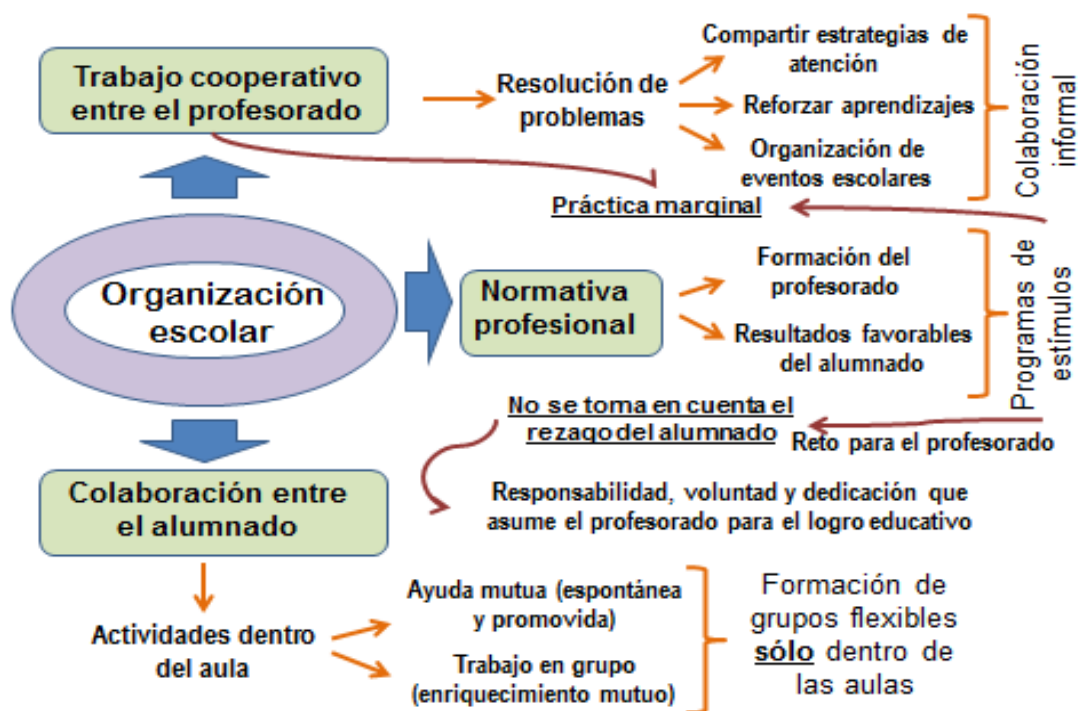 Trabajo cooperativo
entre el profesorado
Resolución de
problemas
Compartir estrategias de
atención
Reforzar aprendizajes
Organización de
eventos escolares
Colaboración
informal
Práctica marginal
Organización
escolar
Normativa
profesional
Formación del
profesorado
Resultados favorables
del alumnado
Programas de
estímulos
No se toma en cuenta el
rezago del alumnado
Reto para el profesorado
Responsabilidad, voluntad y dedicación que
asume el profesorado para el logro educativo
Colaboración entre
el alumnado
Actividades dentro
del aula
Ayuda mutua (espontánea
y promovida)
Trabajo en grupo
(enriquecimiento mutuo)
Formación de
grupos flexibles
sólo dentro de
las aulas